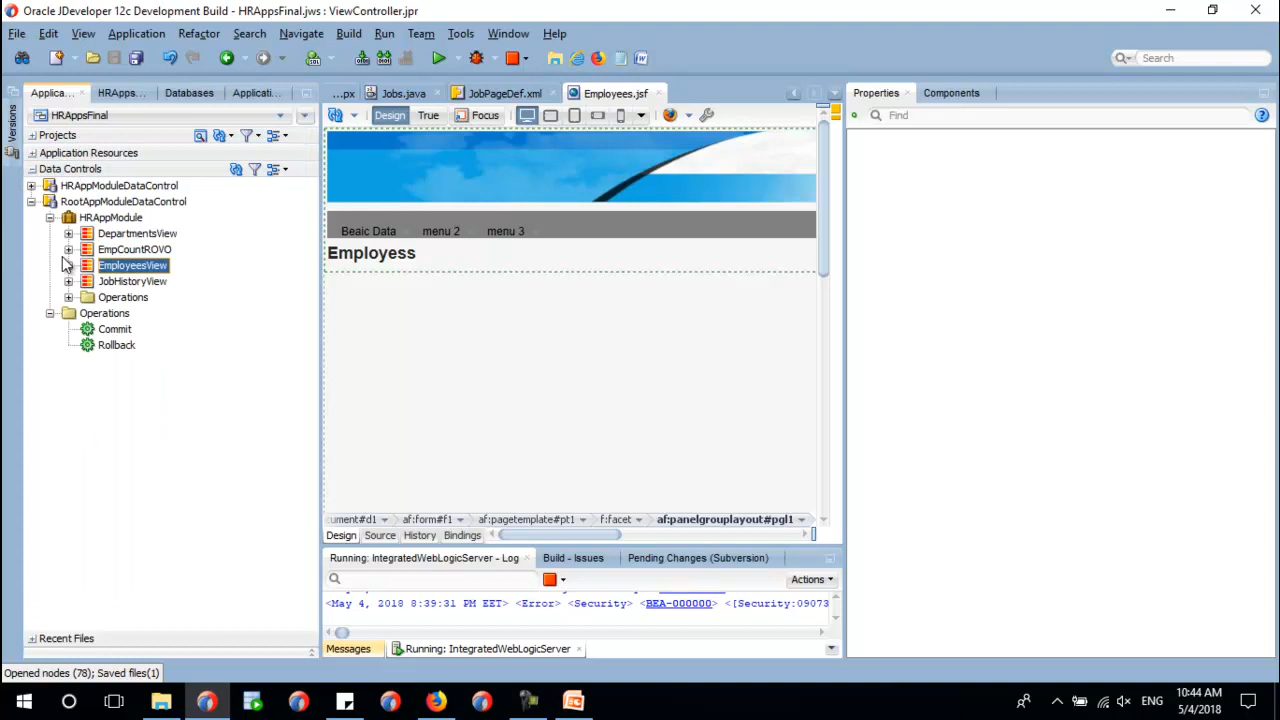 Oracle JDeveloper 12c Development Build - HRAppsFinal.jws : ViewController.jpr
File Edit View Application Refactor Search Navigate Build Run Team Tools Window Help
Search
Applica... HRApps... Databases Applicati...
...px Jobs.java JobPageDef.xml Employees.jsf
Properties Components
Versions
HRAppsFinal
Design True Focus
Find
Projects
Application Resources
Data Controls
HRAppModuleDataControl
RootAppModuleDataControl
HRAppModule
DepartmentsView
EmpCountROVO
EmployeesView
JobHistoryView
Operations
Operations
Commit
Rollback
Beaic Data menu 2 menu 3
Employess
cument#d1 af:form#f1 af:pagetemplate#pt1 f:facet af:panelgrouplayout#pgl1
Design Source History Bindings
Running: IntegratedWebLogicServer - Log Build - Issues Pending Changes (Subversion)
Actions
<May 4, 2018 8:39:31 PM EET> <Error> <Security> <BEA-000000> <[Security:09073
Recent Files
Messages Running: IntegratedWebLogicServer
Opened nodes (78); Saved files(1)
ENG
10:44 AM
5/4/2018